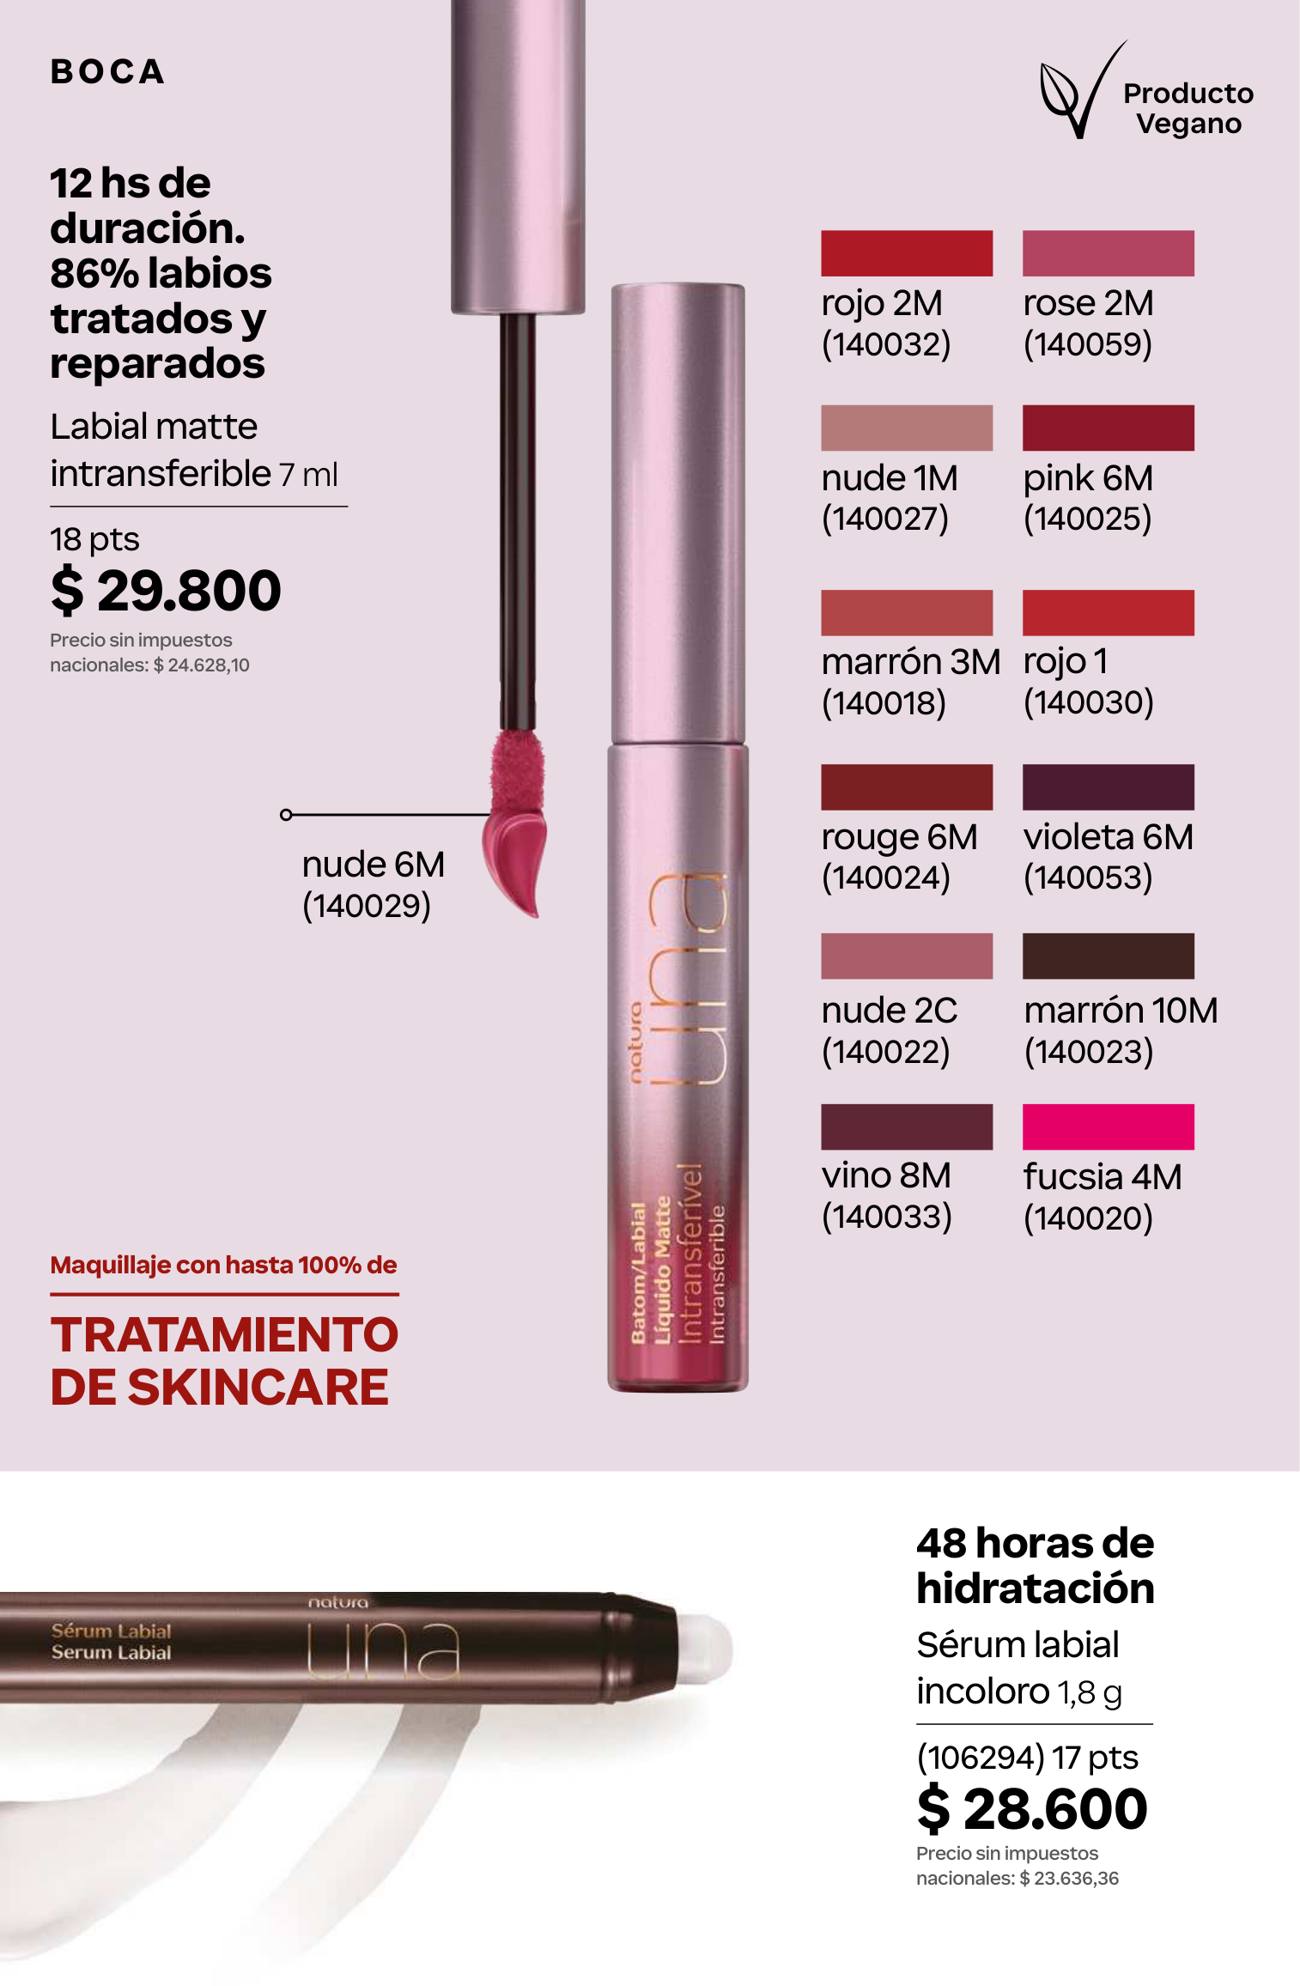 BOCA
Producto
Vegano
12 hs de
duración.
86% labios
tratados y
reparados
Labial matte
intransferible 7 ml
18 pts
$ 29.800
Precio sin impuestos
nacionales: $ 24.628,10
nude 6M
(140029)
natura
una
Batom/Labial
Líquido Matte
Intransferível
Intransferible
rojo 2M
(140032)
rose 2M
(140059)
nude 1M
(140027)
pink 6M
(140025)
marrón 3M
(140018)
rojo 1
(140030)
rouge 6M
(140024)
violeta 6M
(140053)
nude 2C
(140022)
marrón 10M
(140023)
vino 8M
(140033)
fucsia 4M
(140020)
Maquillaje con hasta 100% de
TRATAMIENTO
DE SKINCARE
Sérum Labial
Serum Labial
natura
una
48 horas de
hidratación
Sérum labial
incoloro 1,8 g
(106294) 17 pts
$ 28.600
Precio sin impuestos
nacionales: $ 23.636,36